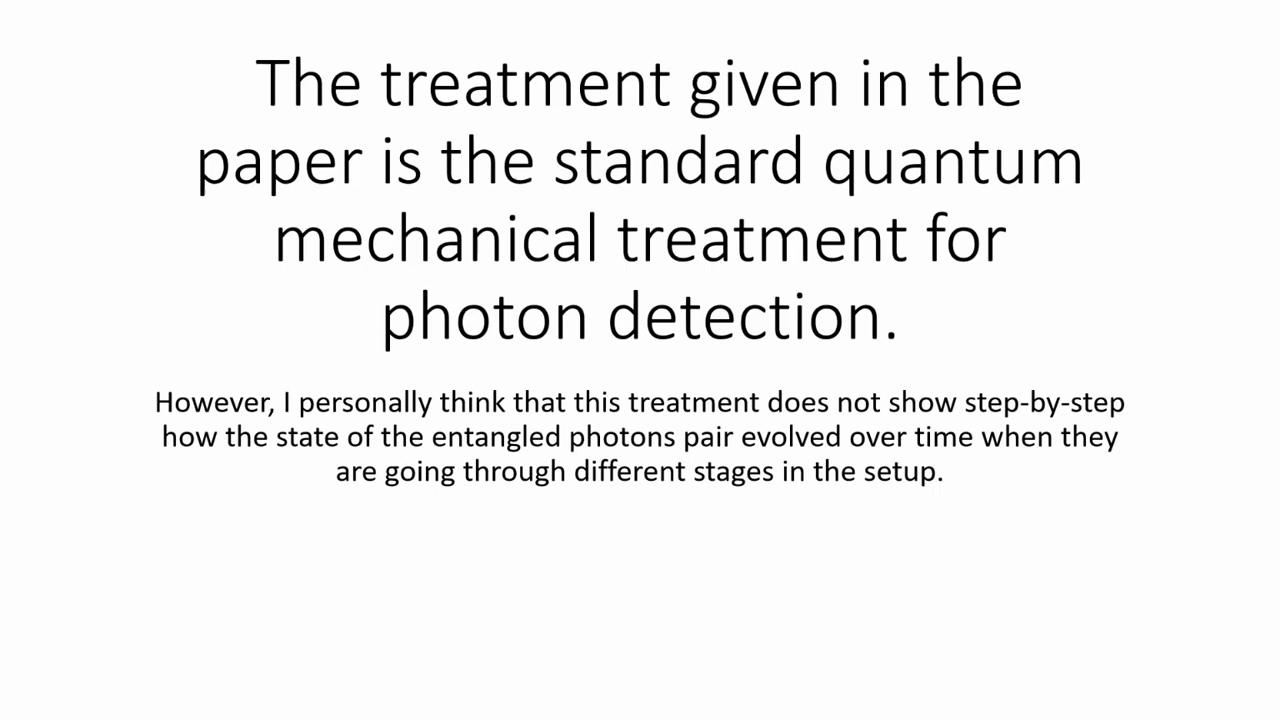 The treatment given in the
paper is the standard quantum
mechanical treatment for
photon detection.
However, I personally think that this treatment does not show step-by-step
how the state of the entangled photons pair evolved over time when they
are going through different stages in the setup.